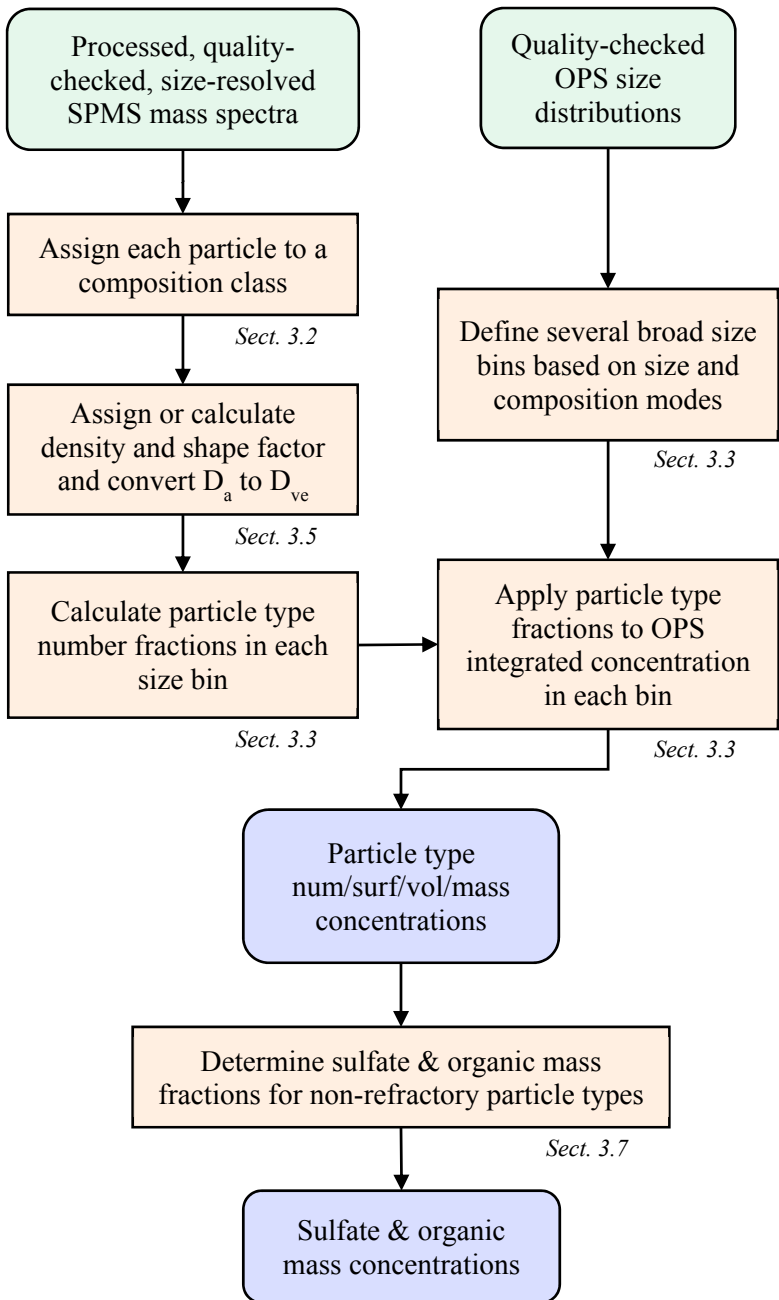 Processed, quality-
checked, size-resolved
SPMS mass spectra
Quality-checked
OPS size
distributions
Assign each particle to a
composition class
Sect. 3.2
Define several broad size
bins based on size and
composition modes
Sect. 3.3
Assign or calculate
density and shape factor
and convert Da to Dve
Sect. 3.5
Calculate particle type
number fractions in each
size bin
Sect. 3.3
Apply particle type
fractions to OPS
integrated concentration
in each bin
Sect. 3.3
Particle type
num/surf/vol/mass
concentrations
Determine sulfate & organic mass
fractions for non-refractory particle types
Sect. 3.7
Sulfate & organic
mass concentrations